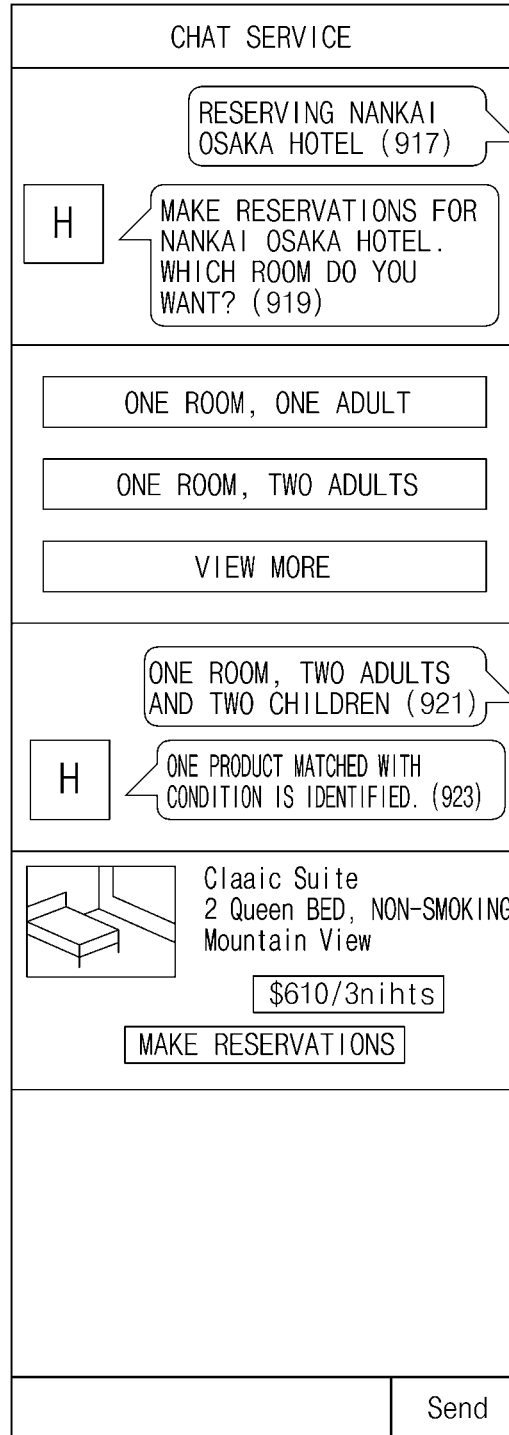 CHAT SERVICE
RESERVING NANKAI
OSAKA HOTEL (917)
H
MAKE RESERVATIONS FOR
NANKAI OSAKA HOTEL.
WHICH ROOM DO YOU
WANT? (919)
ONE ROOM, ONE ADULT
ONE ROOM, TWO ADULTS
VIEW MORE
ONE ROOM, TWO ADULTS
AND TWO CHILDREN (921)
H
ONE PRODUCT MATCHED WITH
CONDITION IS IDENTIFIED. (923)
Claaic Suite
2 Queen BED, NON-SMOKING
Mountain View
$610/3nihts
MAKE RESERVATIONS
Send